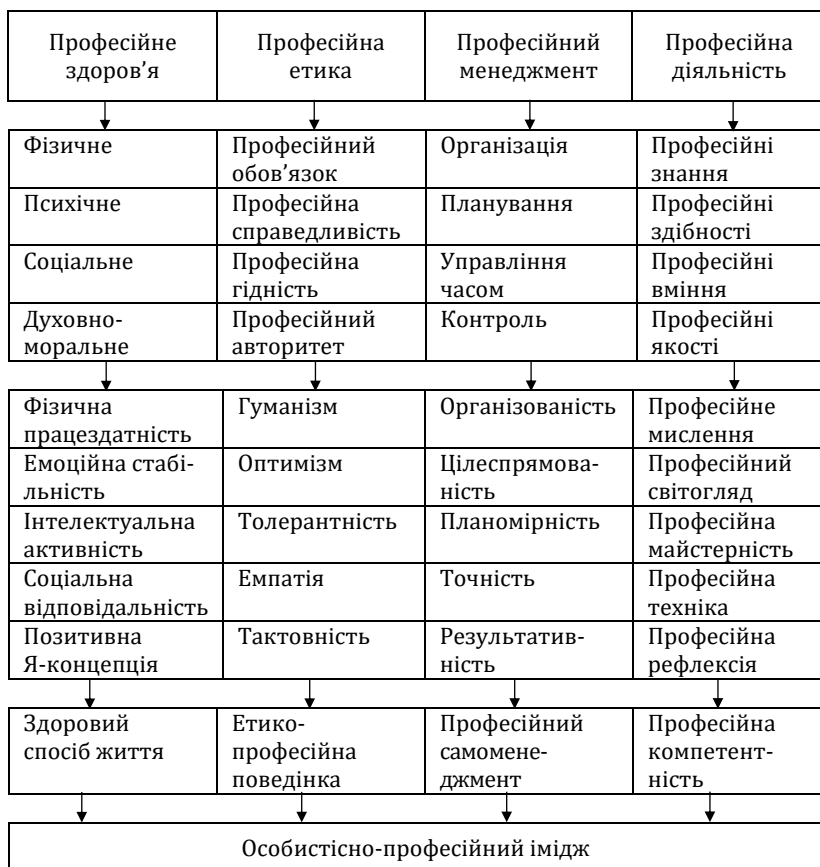 Професійне
здоров’я
Професійна
етика
Професійний
менеджмент
Професійна
діяльність
Фізичне
Професійний
обов’язок
Організація
Професійні
знання
Психічне
Професійна
справедливість
Планування
Професійні
здібності
Соціальне
Професійна
гідність
Управління
часом
Професійні
вміння
Духовно-
моральне
Професійний
авторитет
Контроль
Професійні
якості
Фізична
працездатність
Гуманізм
Організованість
Професійне
мислення
Емоційна стабі-
льність
Оптимізм
Цілеспрямова-
ність
Професійний
світогляд
Інтелектуальна
активність
Толерантність
Планомірність
Професійна
майстерність
Соціальна
відповідальність
Емпатія
Точність
Професійна
техніка
Позитивна
Я-концепція
Тактовність
Результатив-
ність
Професійна
рефлексія
Здоровий
спосіб життя
Етико-
професійна
поведінка
Професійний
самомене-
джмент
Професійна
компетент-
ність
Особистісно-професійний імідж